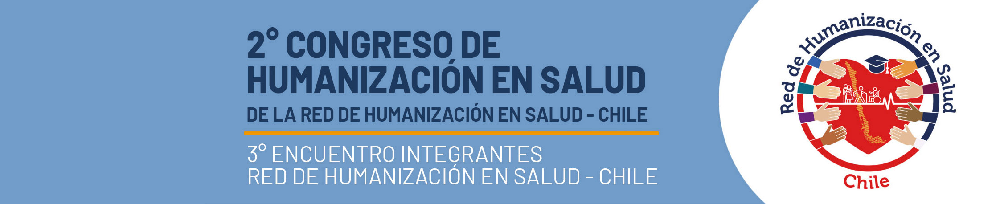 2° CONGRESO DE
HUMANIZACIÓN EN SALUD
DE LA RED DE HUMANIZACIÓN EN SALUD - CHILE
3° ENCUENTRO INTEGRANTES
RED DE HUMANIZACIÓN EN SALUD - CHILE
Red de Humanización en Salud
Chile